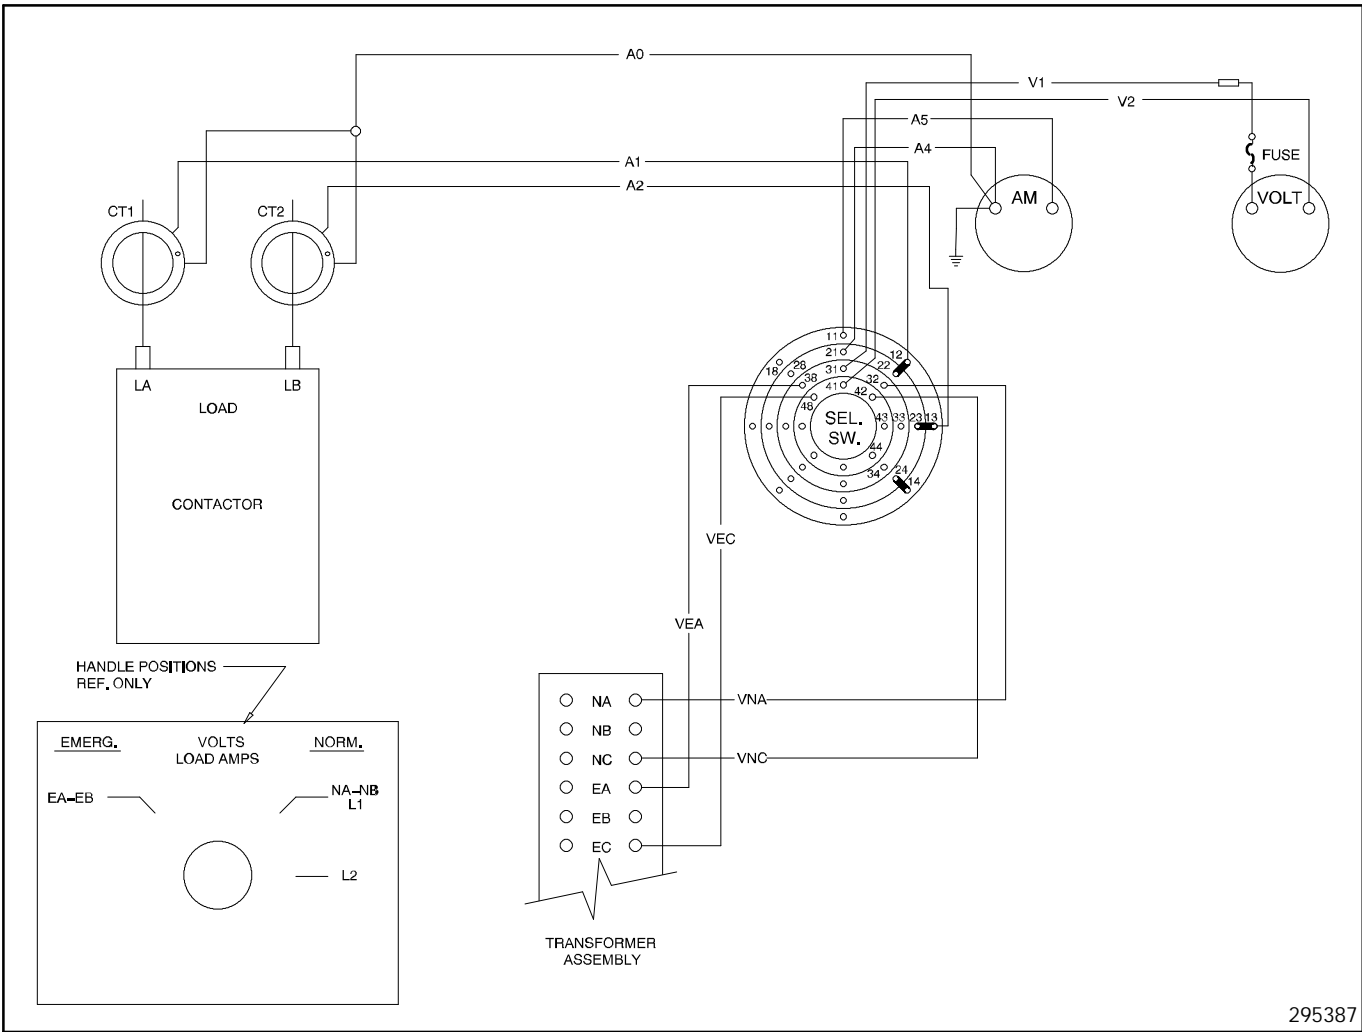 A0
V1
V2
A5
A4
A1
A2
FUSE
CT1
CT2
AM
VOLT
LA
LB
LOAD
CONTACTOR
11
21
31
41
12
22
32
42
18
28
38
48
SEL.
SW.
43
33
23
13
44
34
24
14
VEC
VEA
HANDLE POSITIONS
REF. ONLY
EMERG.
VOLTS
LOAD AMPS
NORM.
EA-EB
NA-NB
L1
L2
NA
VNA
NB
NC
VNC
EA
EB
EC
TRANSFORMER
ASSEMBLY
295387